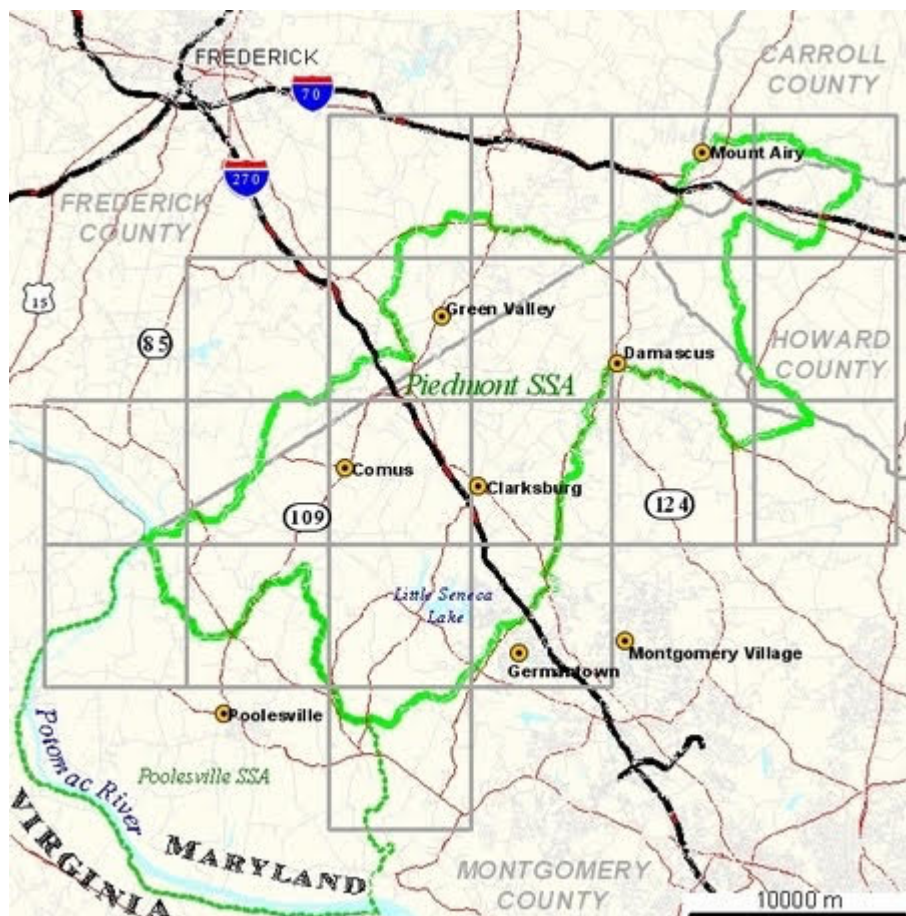 FREDERICK
CARROLL
COUNTY
70
Mount Airy
270
FREDERICK
COUNTY
15
85
Green Valley
HOWARD
COUNTY
Damascus
Piedmont SSA
Comus
Clarksburg
109
124
Little Seneca
Lake
Montgomery Village
Germantown
Poolesville
Potomac River
Poolesville SSA
VIRGINIA
MARYLAND
MONTGOMERY
COUNTY
10000 m